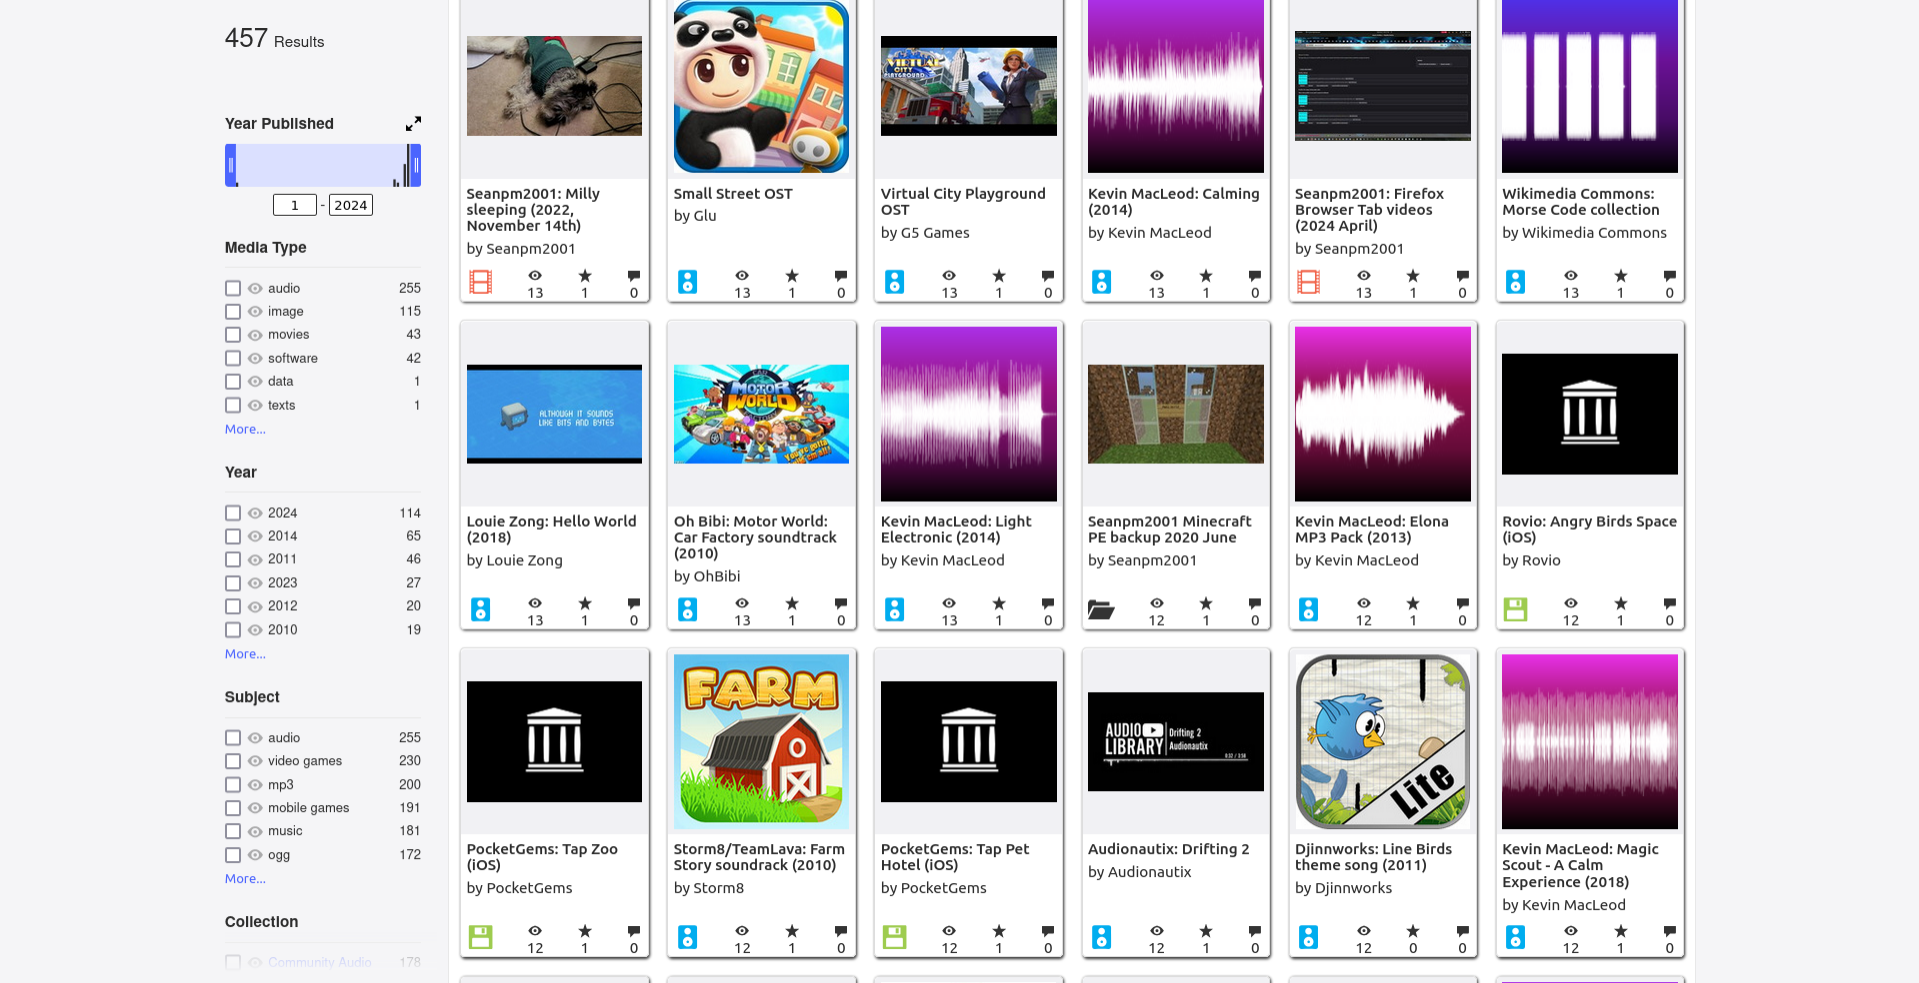 457 Results
Year Published
1 - 2024
Media Type
audio 255
image 115
movies 43
software 42
data 1
texts 1
More...
Year
2024 114
2014 65
2011 46
2023 27
2012 20
2010 19
More...
Subject
audio 255
video games 230
mp3 200
mobile games 191
music 181
ogg 172
More...
Collection
Community Audio 178
Seanpm2001: Milly
sleeping (2022,
November 14th)
by Seanpm2001
13 1 0
Small Street OST
by Glu
13 1 0
VIRTUAL
CITY
PLAYGROUND
Virtual City Playground
OST
by G5 Games
13 1 0
Kevin MacLeod: Calming
(2014)
by Kevin MacLeod
13 1 0
Seanpm2001: Firefox
Browser Tab videos
(2024 April)
by Seanpm2001
13 1 0
Wikimedia Commons:
Morse Code collection
by Wikimedia Commons
13 1 0
ALTHOUGH IT SOUNDS
LIKE BITS AND BYTES
Louie Zong: Hello World
(2018)
by Louie Zong
13 1 0
MOTOR
WORLD
Oh Bibi: Motor World:
Car Factory soundtrack
(2010)
by OhBibi
13 1 0
Kevin MacLeod: Light
Electronic (2014)
by Kevin MacLeod
13 1 0
Seanpm2001 Minecraft
PE backup 2020 June
by Seanpm2001
12 1 0
Kevin MacLeod: Elona
MP3 Pack (2013)
by Kevin MacLeod
12 1 0
Rovio: Angry Birds Space
(iOS)
by Rovio
12 1 0
PocketGems: Tap Zoo
(iOS)
by PocketGems
12 1 0
FARM
Storm8/TeamLava: Farm
Story soundrack (2010)
by Storm8
12 1 0
PocketGems: Tap Pet
Hotel (iOS)
by PocketGems
12 1 0
AUDIO
LIBRARY
Drifting 2
Audionautix
Audionautix: Drifting 2
by Audionautix
12 1 0
Lite
Djinnworks: Line Birds
theme song (2011)
by Djinnworks
12 0 0
Kevin MacLeod: Magic
Scout - A Calm
Experience (2018)
by Kevin MacLeod
12 1 0